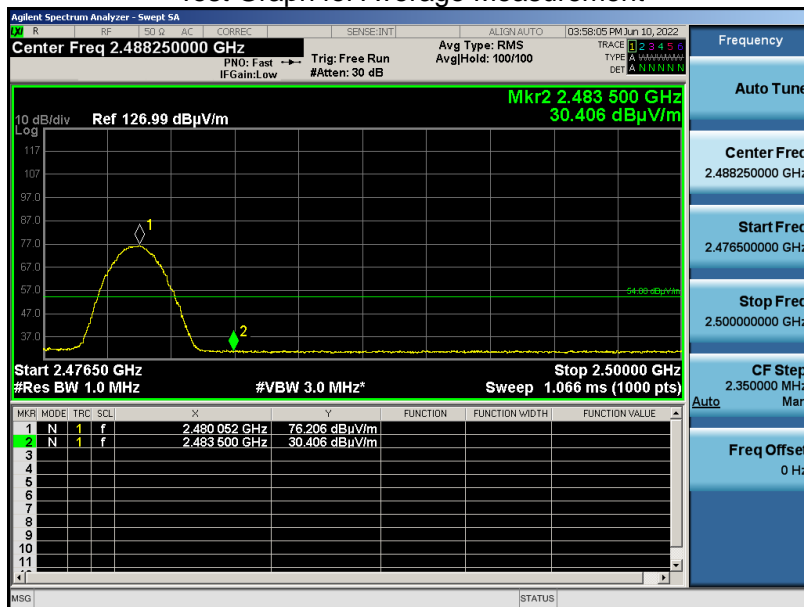 Agilent Spectrum Analyzer - Swept SA
LXI R RF 50 Ω AC CORREC SENSE:INT ALIGN AUTO 03:58:05 PM Jun 10, 2022
Center Freq 2.488250000 GHz Avg Type: RMS TRACE 1 2 3 4 5 6
PNO: Fast Trig: Free Run Avg|Hold: 100/100 TYPE A WWWWW
IFGain:Low #Atten: 30 dB DET A N N N N N
Frequency
Auto Tune
Mkr2 2.483 500 GHz
10 dB/div Ref 126.99 dBµV/m 30.406 dBµV/m
Log
117
107
97.0
87.0
77.0
67.0
57.0
47.0
37.0
1
2
54.00 dBµV/m
Start 2.47650 GHz Stop 2.50000 GHz
#Res BW 1.0 MHz #VBW 3.0 MHz* Sweep 1.066 ms (1000 pts)
Center Freq
2.488250000 GHz
Start Freq
2.476500000 GHz
Stop Freq
2.500000000 GHz
CF Step
2.350000 MHz
Auto Man
Freq Offset
0 Hz
MKR MODE TRC SCL X Y FUNCTION FUNCTION WIDTH FUNCTION VALUE
1 N 1 f 2.480 052 GHz 76.206 dBµV/m
2 N 1 f 2.483 500 GHz 30.406 dBµV/m
3
4
5
6
7
8
9
10
11
MSG STATUS